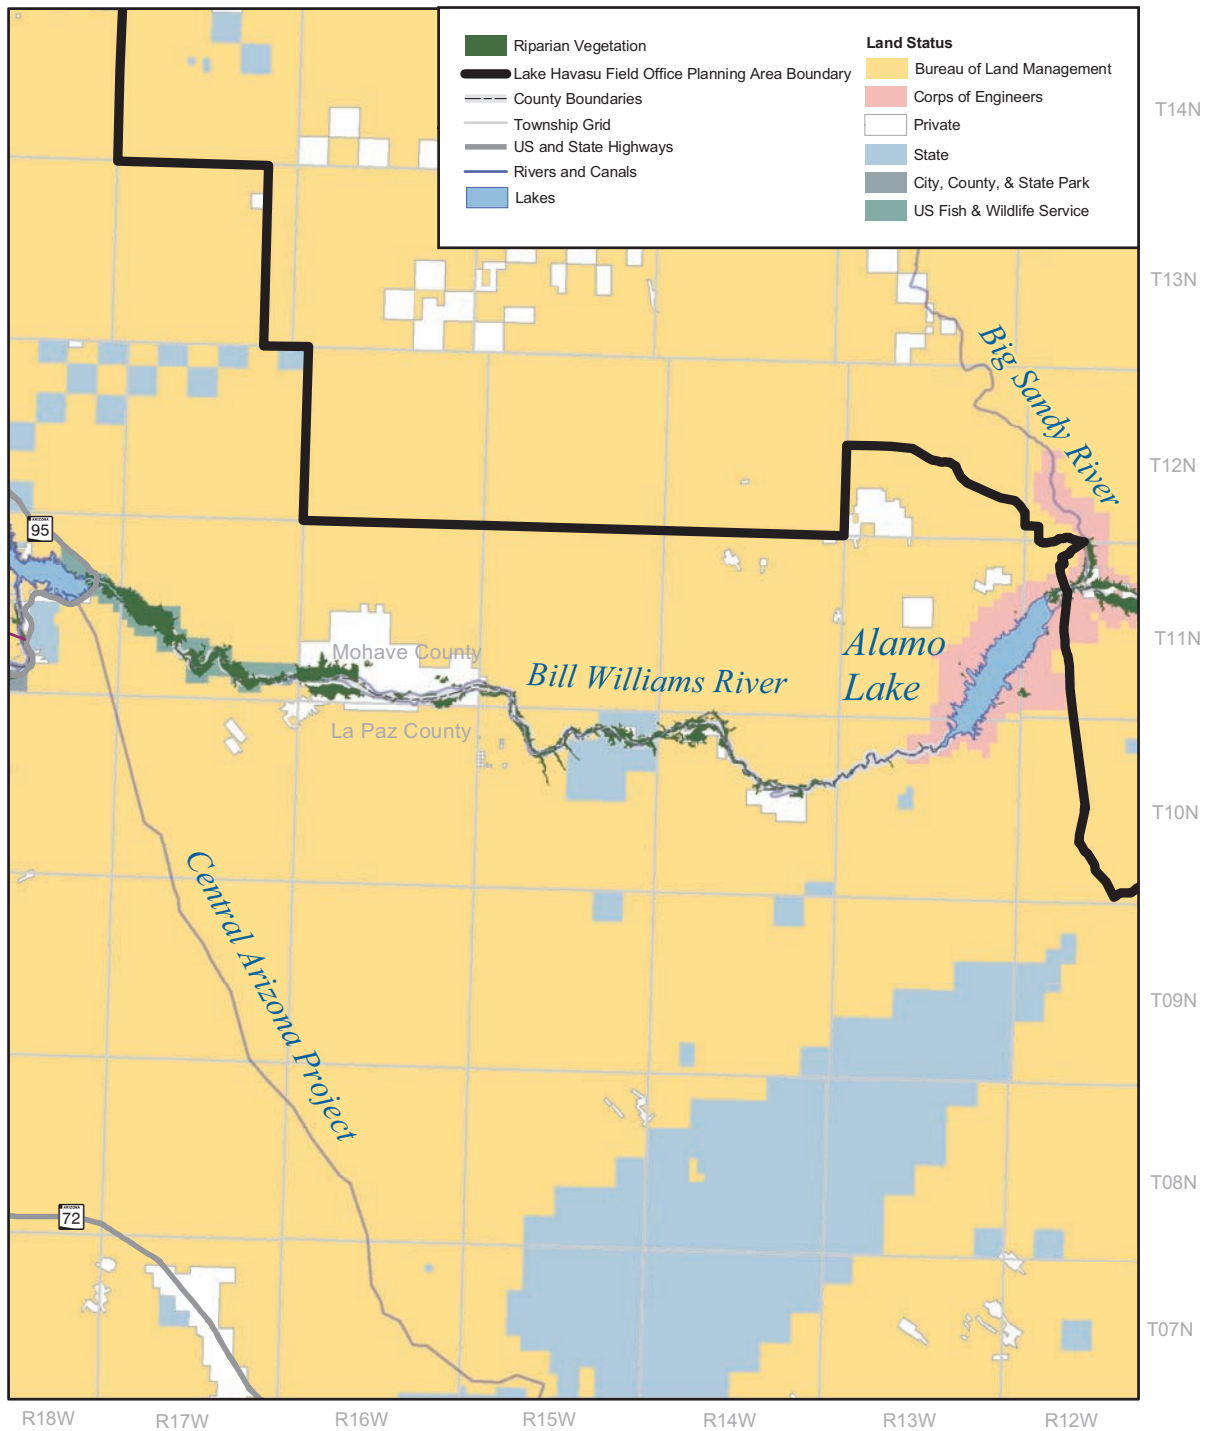 Riparian Vegetation
Lake Havasu Field Office Planning Area Boundary
County Boundaries
Township Grid
US and State Highways
Rivers and Canals
Lakes
Land Status
Bureau of Land Management
Corps of Engineers
Private
State
City, County, & State Park
US Fish & Wildlife Service
T14N
T13N
Big Sandy River
T12N
ARIZONA
95
T11N
Mohave County
Bill Williams River
Alamo
Lake
La Paz County
T10N
Central Arizona Project
T09N
T08N
ARIZONA
72
T07N
R18W
R17W
R16W
R15W
R14W
R13W
R12W